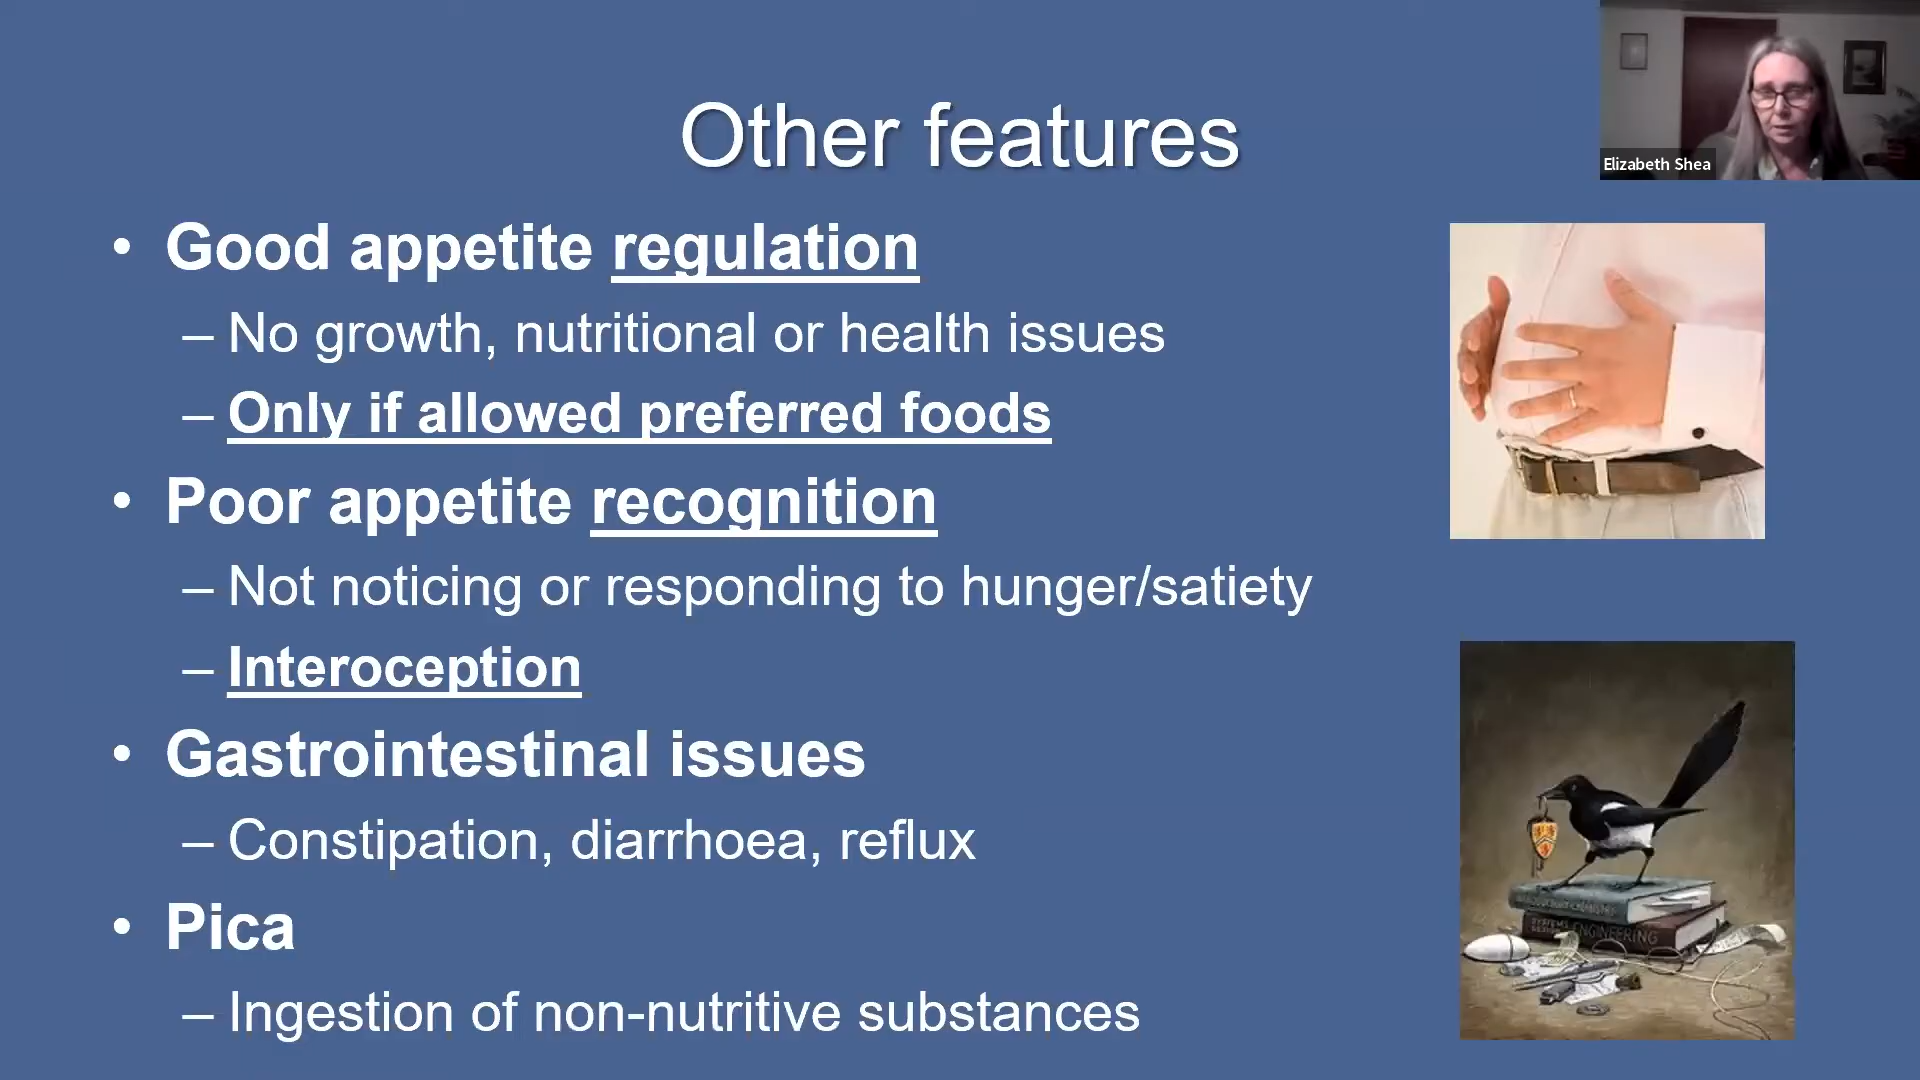 Other features
Elizabeth Shea
• Good appetite regulation
– No growth, nutritional or health issues
– Only if allowed preferred foods
• Poor appetite recognition
– Not noticing or responding to hunger/satiety
– Interoception
• Gastrointestinal issues
– Constipation, diarrhoea, reflux
• Pica
– Ingestion of non-nutritive substances
ENGINEERING